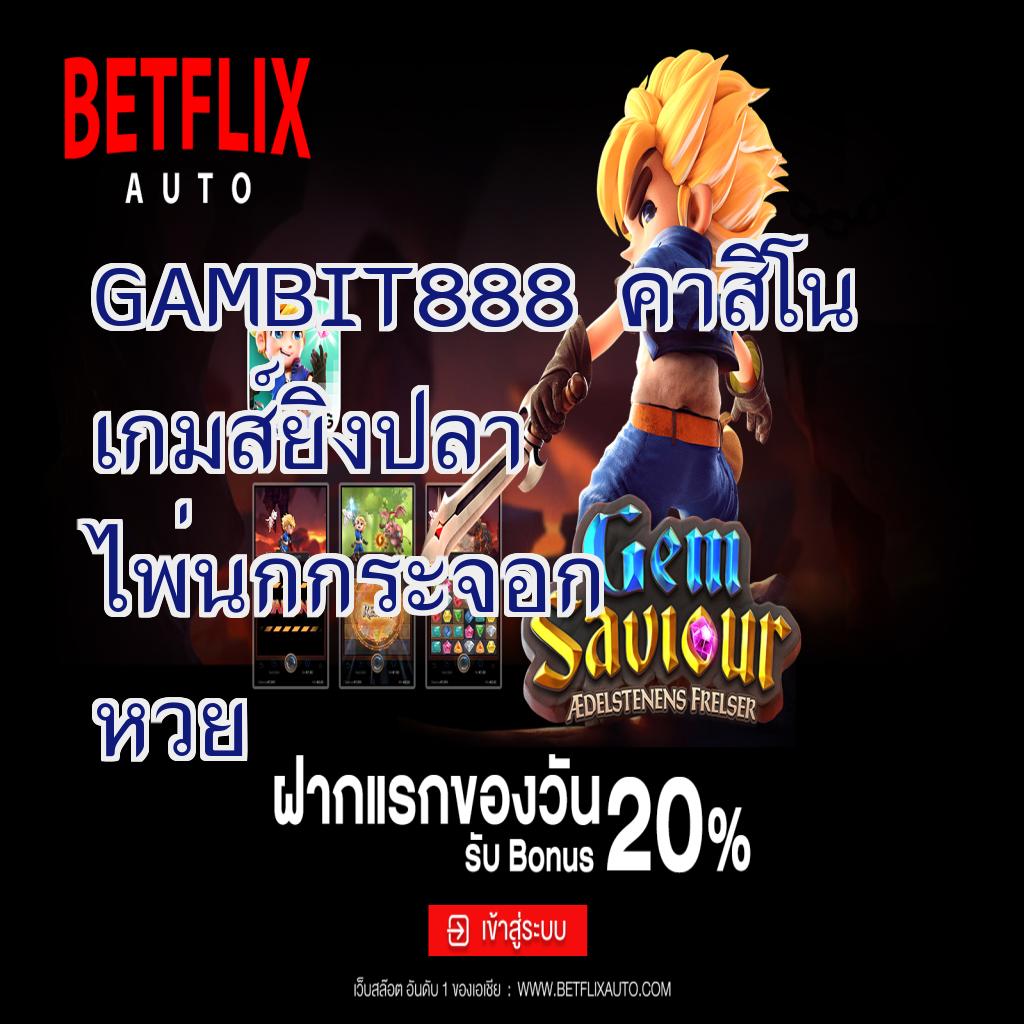 BETFLIX
AUTO
GAMBIT888 คาสิโน
เกมส์ยิงปลา
ไพ่นกกระจอก
หวย
Gem
Saviour
ÆDELSTENENS FRELSER
ฝากแรกของวัน
รับ Bonus 20%
เข้าสู่ระบบ
เว็บสล๊อต อันดับ 1 ของเอเชีย : WWW.BETFLIXAUTO.COM